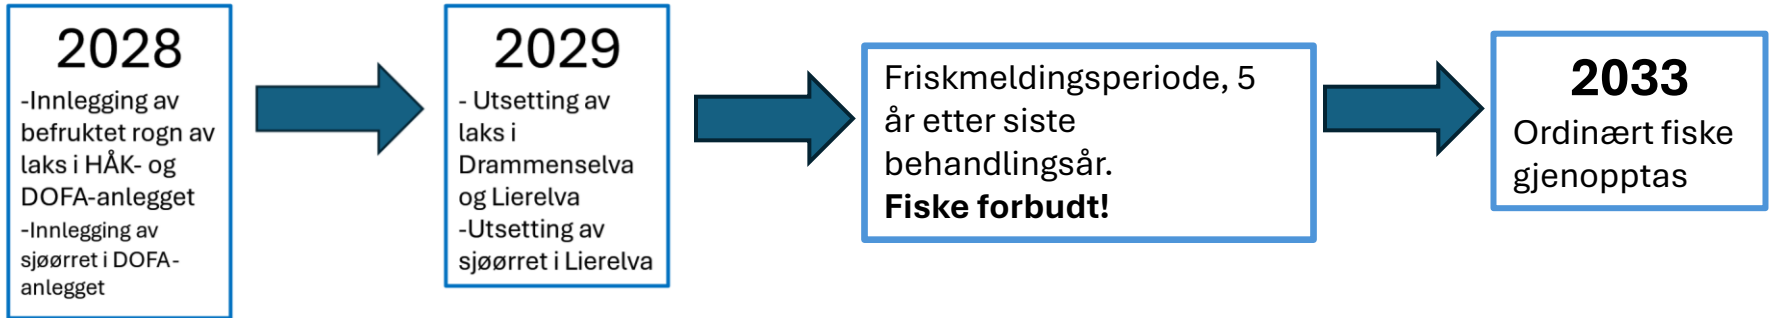 2028
-Innlegging av
befruktet rogn av
laks i HÅK- og
DOFA-anlegget
-Innlegging av
sjøørret i DOFA-
anlegget
2029
- Utsetting av
laks i
Drammenselva
og Lierelva
-Utsetting av
sjøørret i Lierelva
Friskmeldingsperiode, 5
år etter siste
behandlingsår.
Fiske forbudt!
2033
Ordinært fiske
gjenopptas